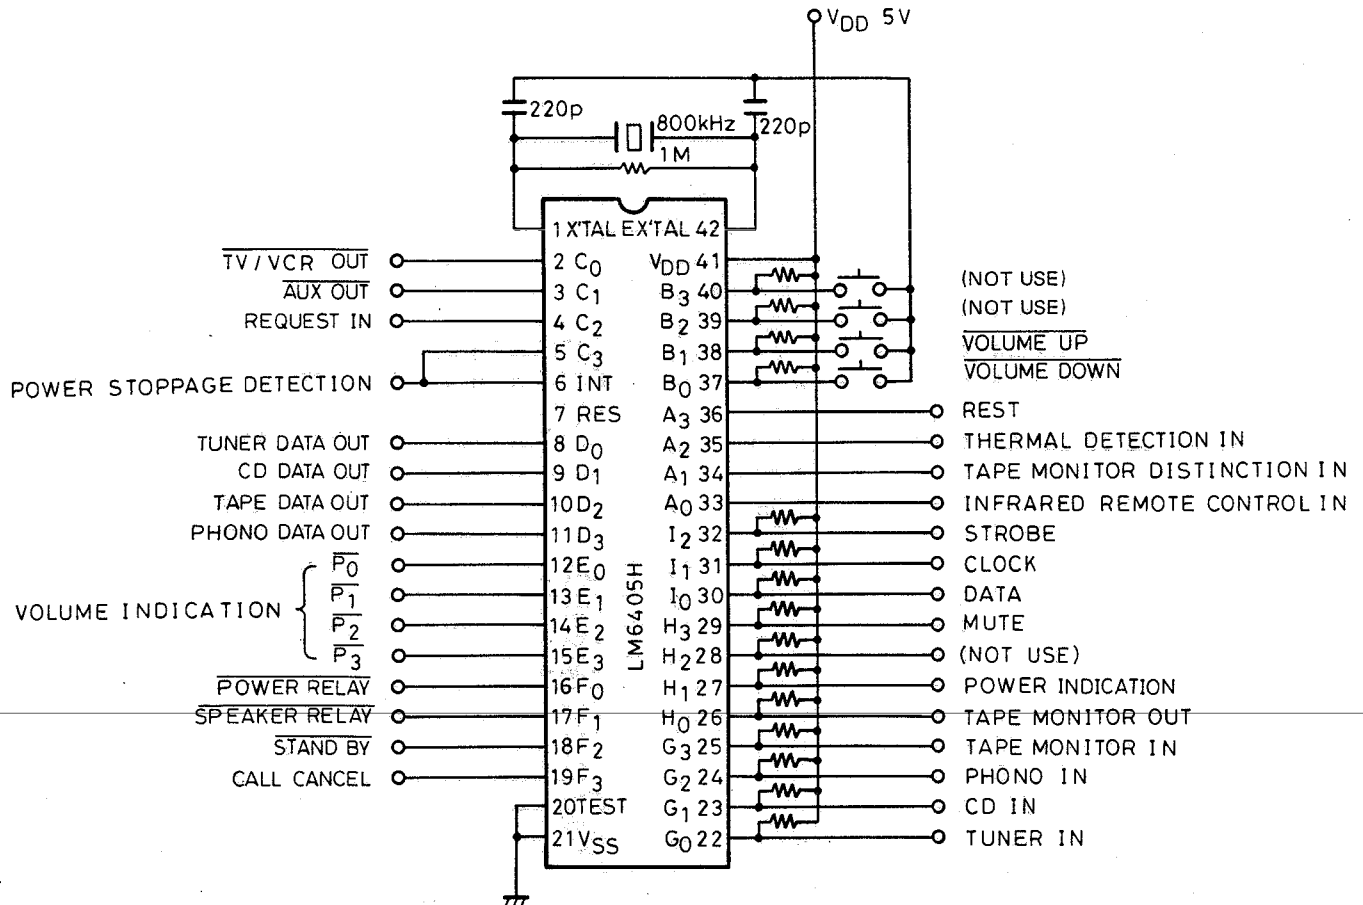 VDD 5V
220p
800kHz
220p
1M
1 X'TAL EX'TAL 42
TV/VCR OUT
2 C0
VDD 41
AUX OUT
3 C1
B3 40
(NOT USE)
REQUEST IN
4 C2
B2 39
(NOT USE)
5 C3
B1 38
VOLUME UP
POWER STOPPAGE DETECTION
6 INT
B0 37
VOLUME DOWN
7 RES
A3 36
REST
TUNER DATA OUT
8 D0
A2 35
THERMAL DETECTION IN
CD DATA OUT
9 D1
A1 34
TAPE MONITOR DISTINCTION IN
TAPE DATA OUT
10 D2
A0 33
INFRARED REMOTE CONTROL IN
PHONO DATA OUT
11 D3
I2 32
STROBE
P0
12 E0
I1 31
CLOCK
VOLUME INDICATION
P1
13 E1
I0 30
DATA
P2
14 E2
H3 29
MUTE
P3
15 E3
LM6405H
H2 28
(NOT USE)
POWER RELAY
16 F0
H1 27
POWER INDICATION
SPEAKER RELAY
17 F1
H0 26
TAPE MONITOR OUT
STAND BY
18 F2
G3 25
TAPE MONITOR IN
CALL CANCEL
19 F3
G2 24
PHONO IN
20 TEST
G1 23
CD IN
21 VSS
G0 22
TUNER IN